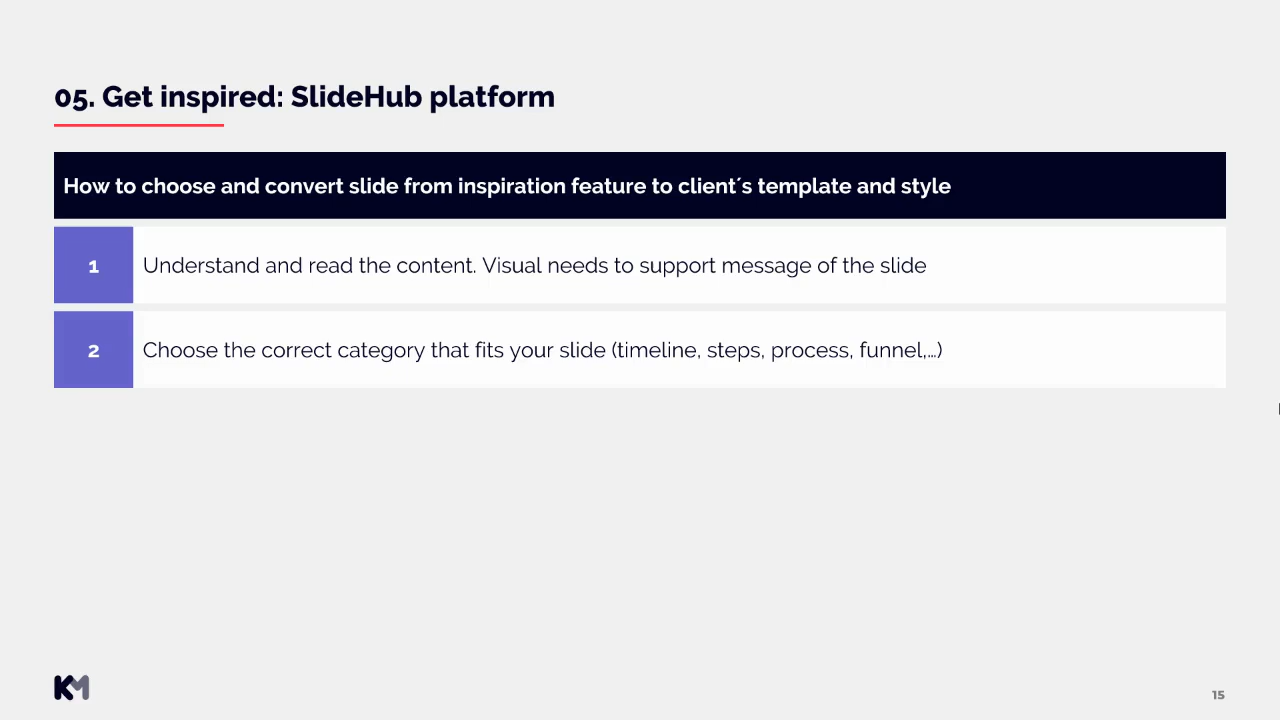 05. Get inspired: SlideHub platform
How to choose and convert slide from inspiration feature to client´s template and style
1 Understand and read the content. Visual needs to support message of the slide
2 Choose the correct category that fits your slide (timeline, steps, process, funnel,...)
KM
15